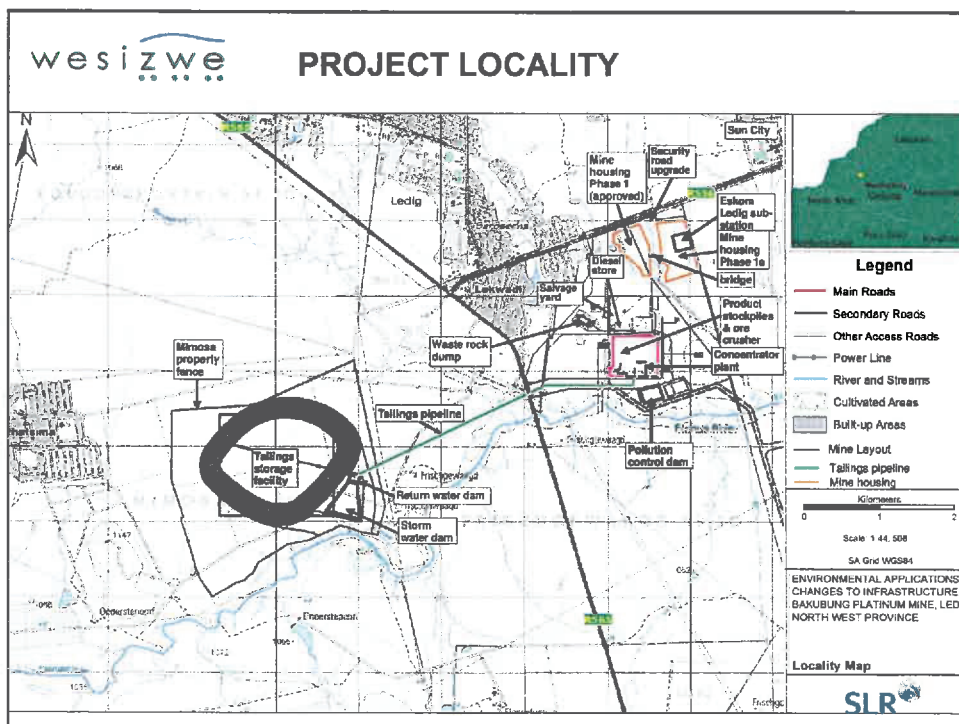 wesizwe
PROJECT LOCALITY
N
R565
Sun City
Mine
housing
Phase 1
(approved)
Security
road
upgrade
Ledig
Eskom
Ledig sub-
station
Mine
housing
Phase 1a
bridge
Diesel
store
Lekwadi
Salvage
yard
Product
stockpiles
& ore
crusher
Waste rock
dump
Concentrator
plant
Mimosa
property
fence
Tailings pipeline
Tailings
storage
facility
Pollution
control dam
Frischgewaagd
Return water dam
Storm
water dam
R565
Legend
Main Roads
Secondary Roads
Other Access Roads
Power Line
River and Streams
Cultivated Areas
Built-up Areas
Mine Layout
Tailings pipeline
Mine housing
Kilometers
0 1 2
Scale 1:44,508
SA Grid WGS84
ENVIRONMENTAL APPLICATIONS
CHANGES TO INFRASTRUCTURE
BAKUBUNG PLATINUM MINE, LED
NORTH WEST PROVINCE
Locality Map
SLR